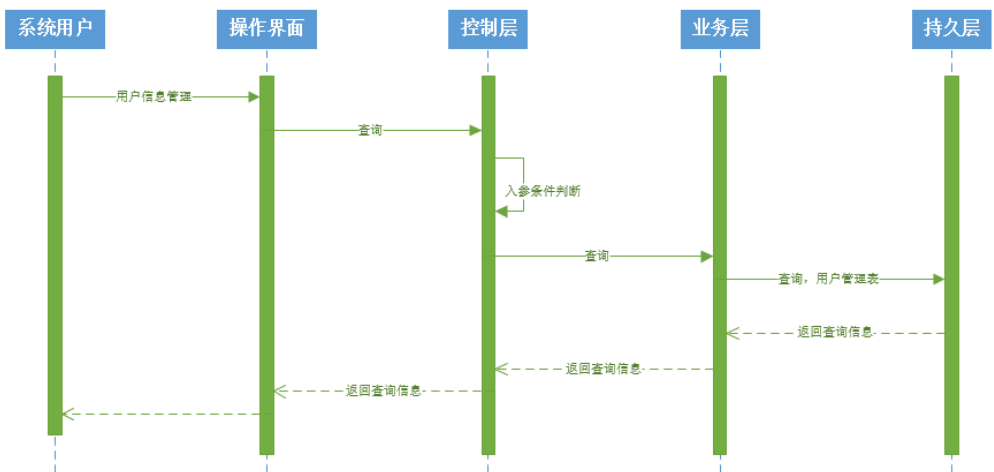 系统用户
操作界面
控制层
业务层
持久层
用户信息管理
查询
入参条件判断
查询
查询，用户管理表
返回查询信息
返回查询信息
返回查询信息